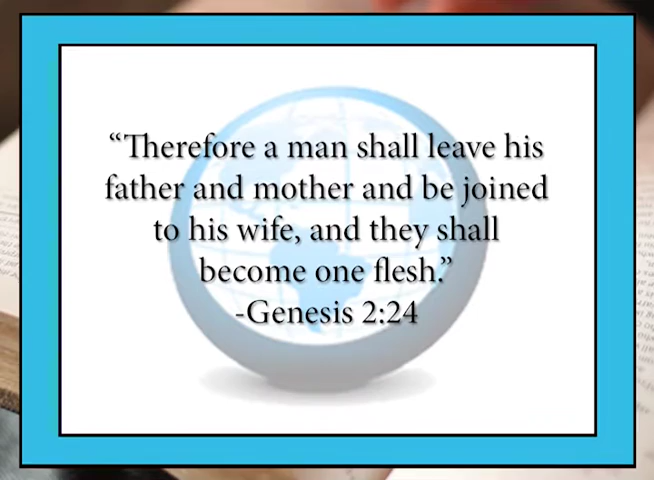 “Therefore a man shall leave his
father and mother and be joined
to his wife, and they shall
become one flesh.”
-Genesis 2:24